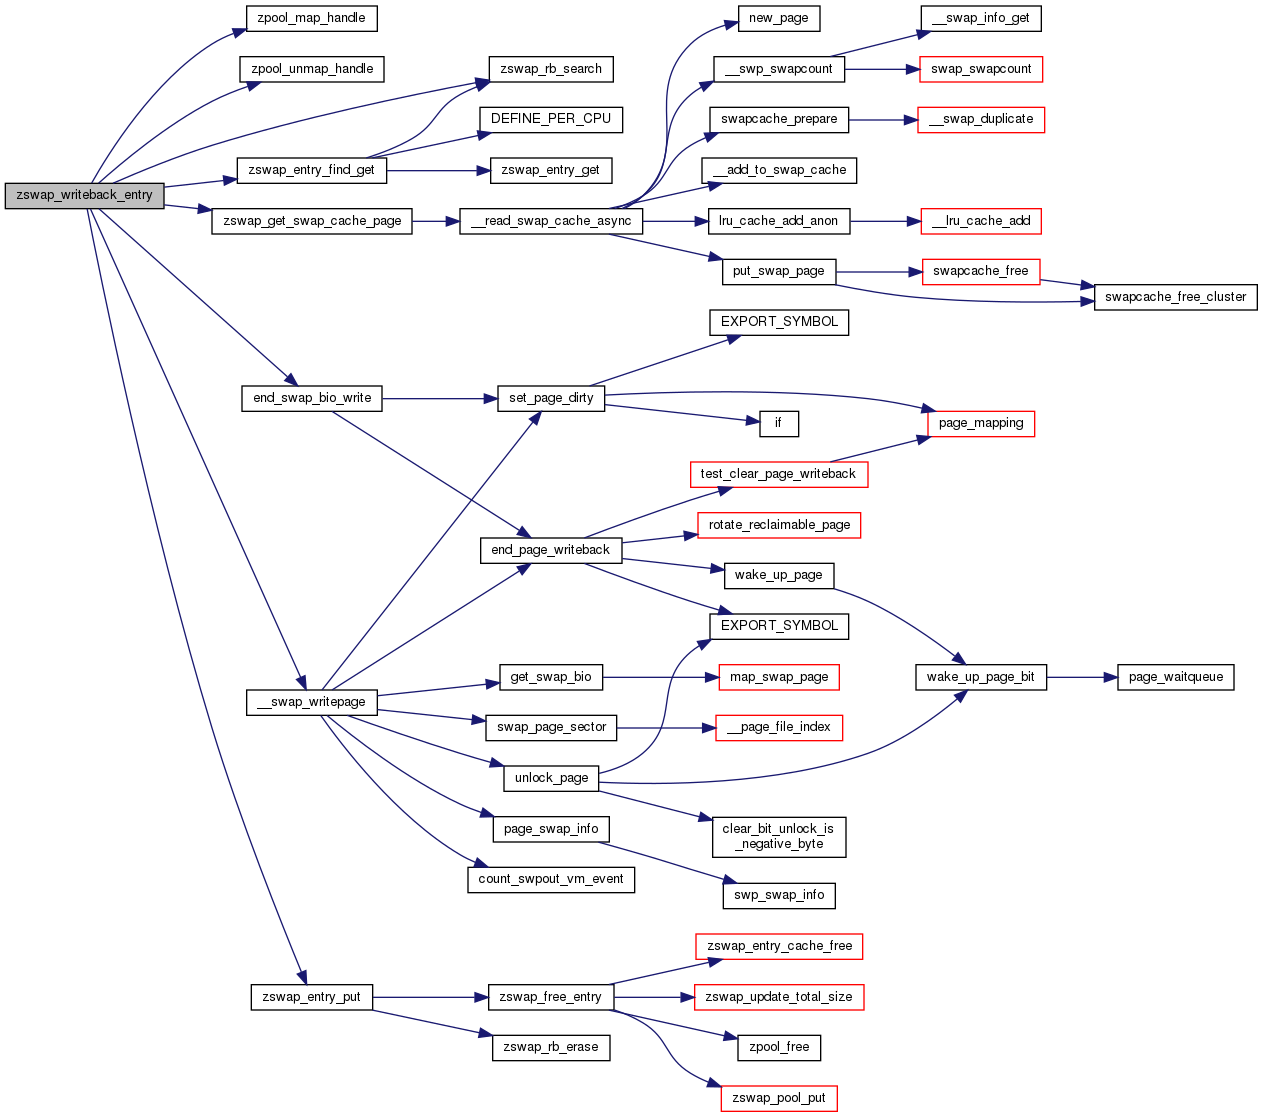 zpool_map_handle
new_page
__swap_info_get
zpool_unmap_handle
zswap_rb_search
__swp_swapcount
swap_swapcount
DEFINE_PER_CPU
swapcache_prepare
__swap_duplicate
zswap_writeback_entry
zswap_entry_find_get
zswap_entry_get
__add_to_swap_cache
zswap_get_swap_cache_page
__read_swap_cache_async
lru_cache_add_anon
__lru_cache_add
put_swap_page
swapcache_free
swapcache_free_cluster
EXPORT_SYMBOL
end_swap_bio_write
set_page_dirty
if
page_mapping
test_clear_page_writeback
rotate_reclaimable_page
end_page_writeback
wake_up_page
EXPORT_SYMBOL
get_swap_bio
map_swap_page
wake_up_page_bit
page_waitqueue
__swap_writepage
swap_page_sector
__page_file_index
unlock_page
page_swap_info
clear_bit_unlock_is
_negative_byte
count_swpout_vm_event
swp_swap_info
zswap_entry_cache_free
zswap_entry_put
zswap_free_entry
zswap_update_total_size
zswap_rb_erase
zpool_free
zswap_pool_put